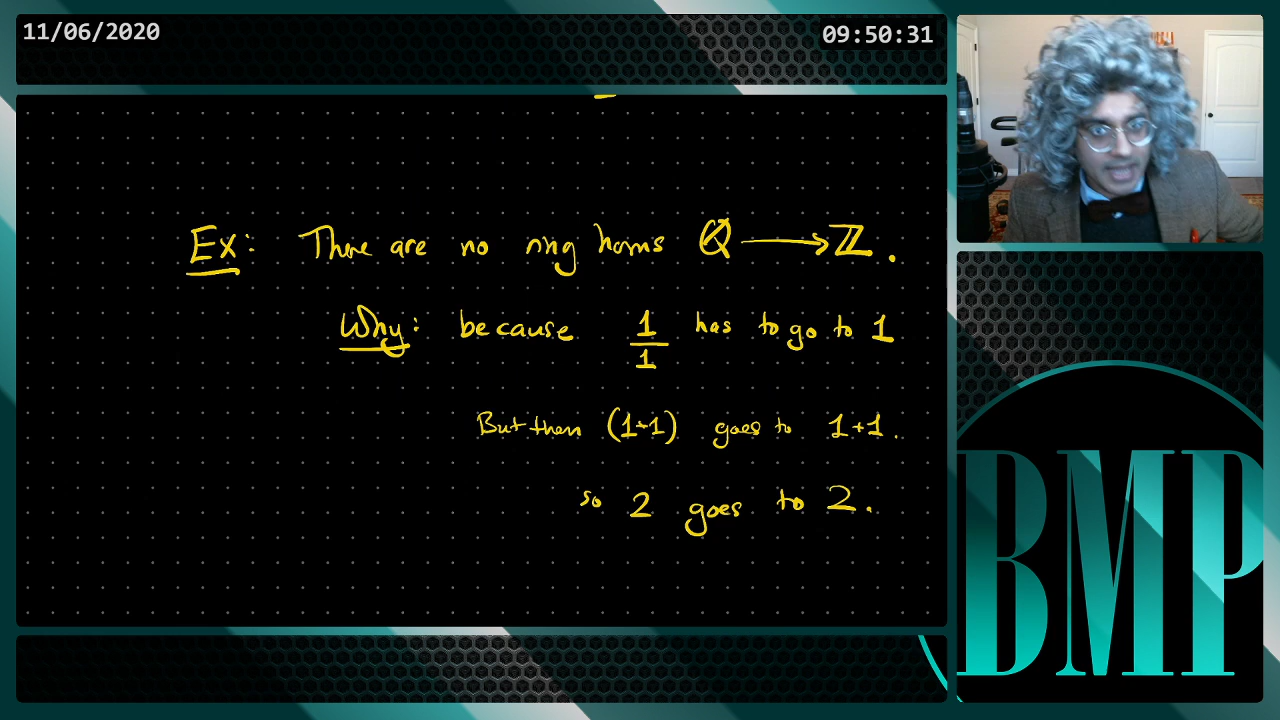 11/06/2020
09:50:31
Ex: There are no ring homs ℚ ⟶ ℤ.
Why: because 1/1 has to go to 1
But then (1+1) goes to 1+1.
so 2 goes to 2.
BMP